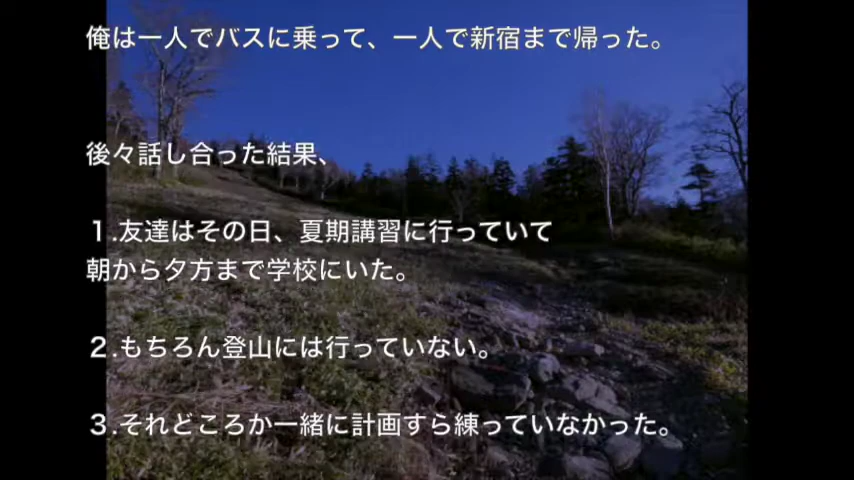 俺は一人でバスに乗って、一人で新宿まで帰った。
後々話し合った結果、
１.友達はその日、夏期講習に行っていて
朝から夕方まで学校にいた。
２.もちろん登山には行っていない。
３.それどころか一緒に計画すら練っていなかった。